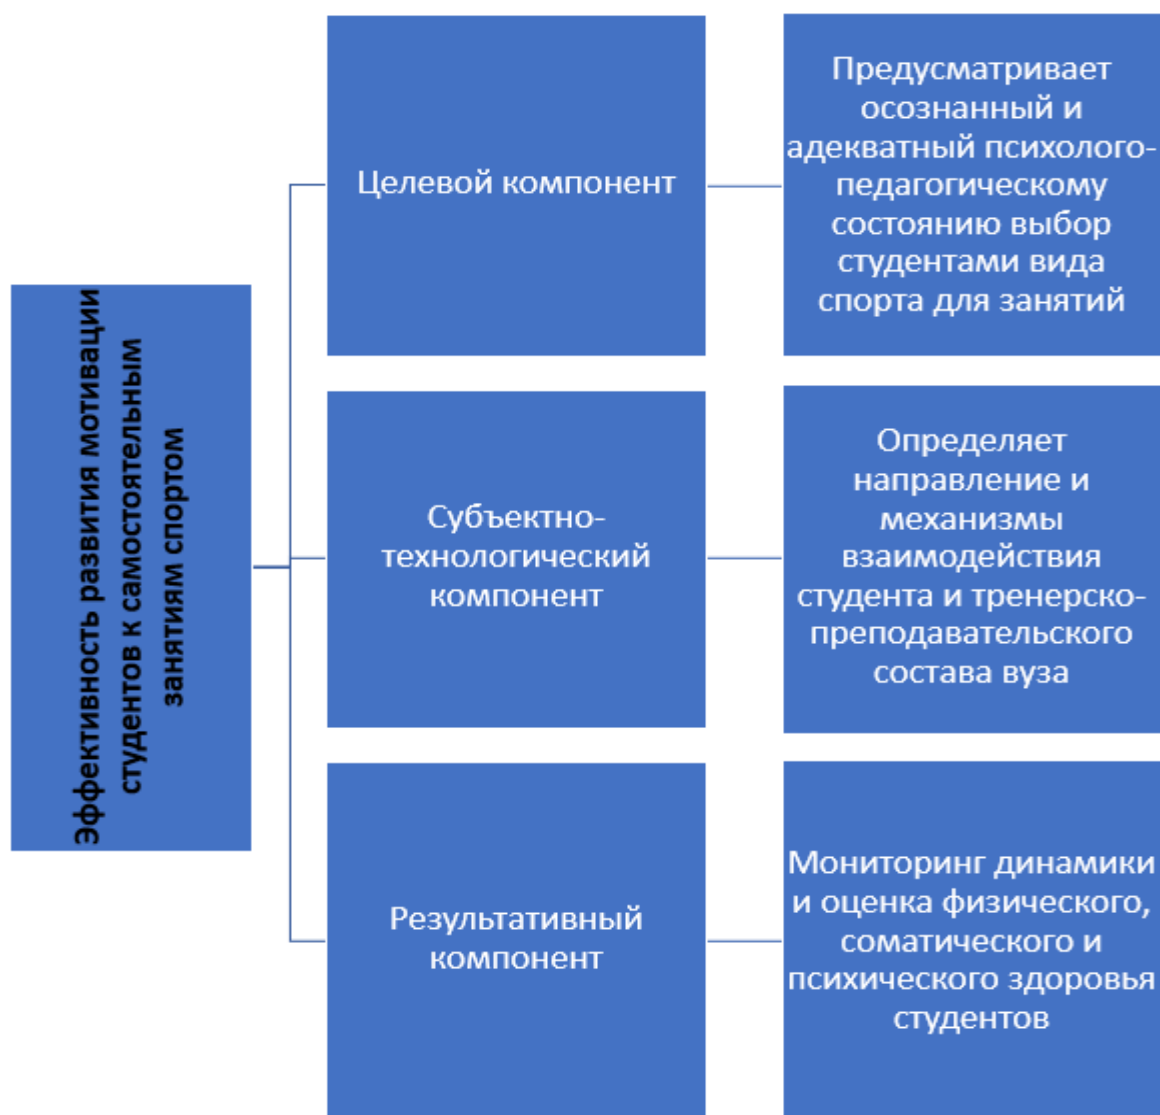 Эффективность развития мотивации
студентов к самостоятельным
занятиям спортом
Целевой компонент
Предусматривает
осознанный и
адекватный психолого-
педагогическому
состоянию выбор
студентами вида
спорта для занятий
Субъектно-
технологический
компонент
Определяет
направление и
механизмы
взаимодействия
студента и тренерско-
преподавательского
состава вуза
Результативный
компонент
Мониторинг динамики
и оценка физического,
соматического и
психического здоровья
студентов